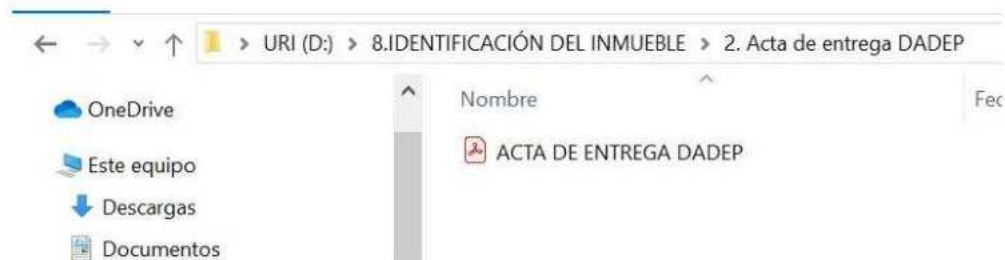 > URI (D:) > 8.IDENTIFICACIÓN DEL INMUEBLE > 2. Acta de entrega DADEP
OneDrive
Nombre
Fec
ACTA DE ENTREGA DADEP
Este equipo
Descargas
Documentos